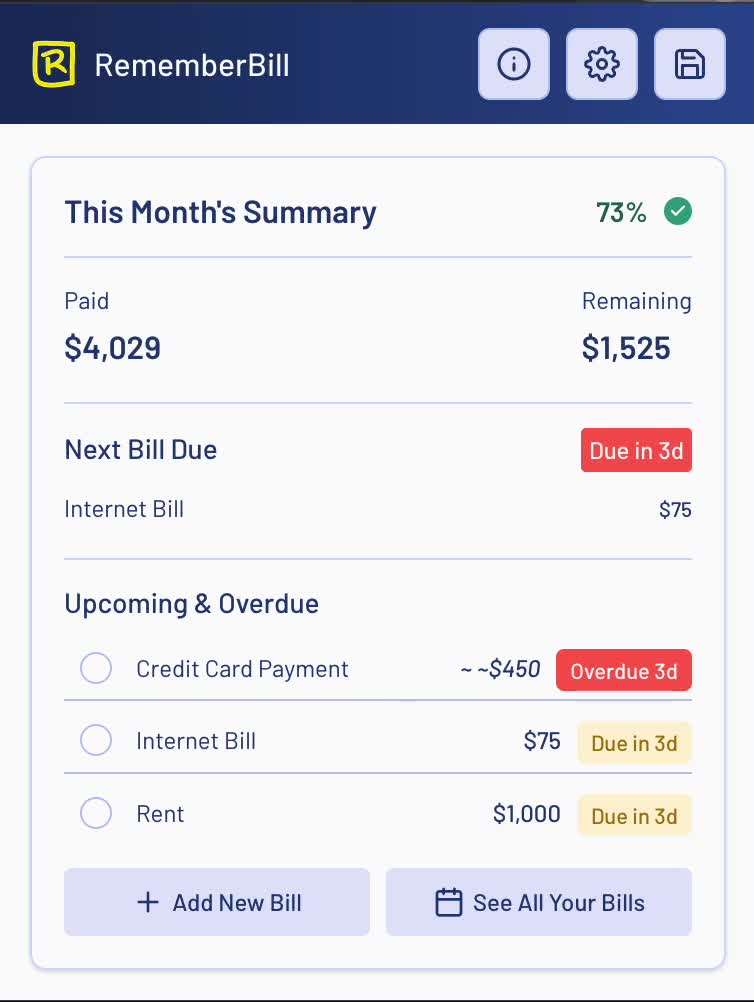 R RememberBill
This Month's Summary 73%
Paid Remaining
$4,029 $1,525
Next Bill Due Due in 3d
Internet Bill $75
Upcoming & Overdue
Credit Card Payment ~ ~$450 Overdue 3d
Internet Bill $75 Due in 3d
Rent $1,000 Due in 3d
+ Add New Bill See All Your Bills